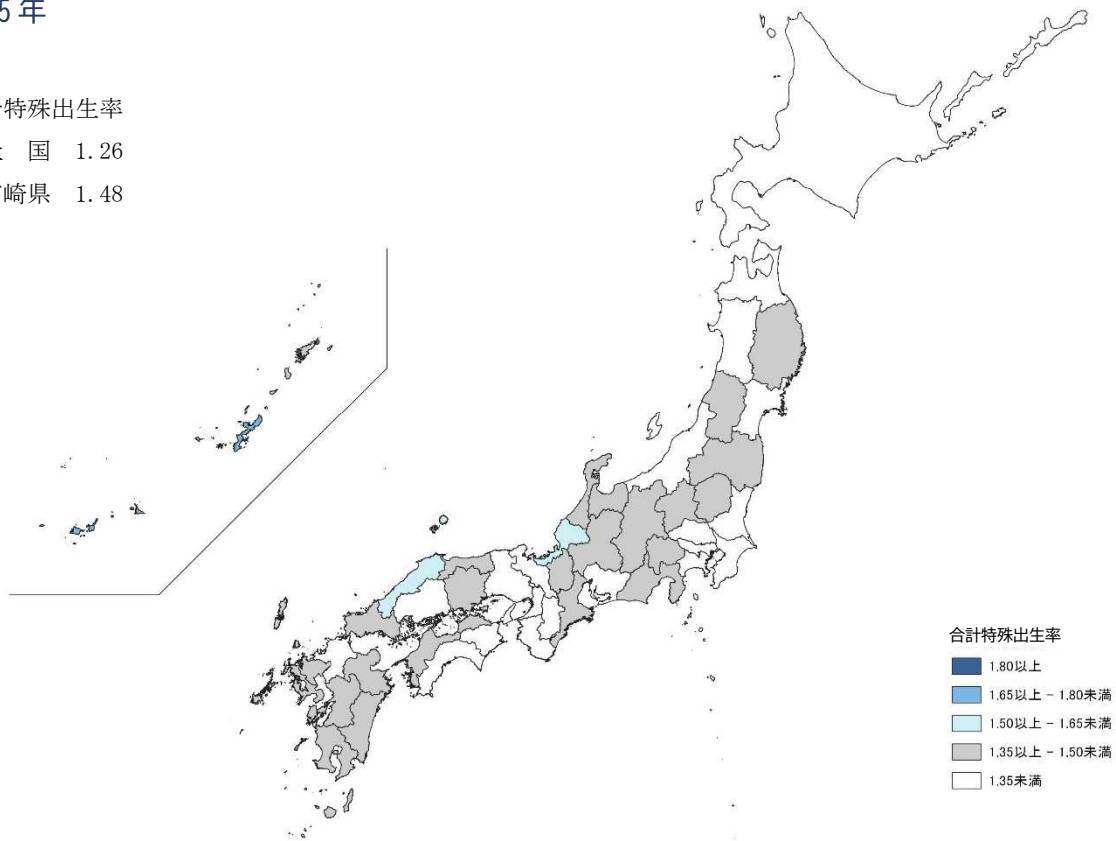 5年
特殊出生率
国 1.26
崎県 1.48
合計特殊出生率
1.80以上
1.65以上 - 1.80未満
1.50以上 - 1.65未満
1.35以上 - 1.50未満
1.35未満